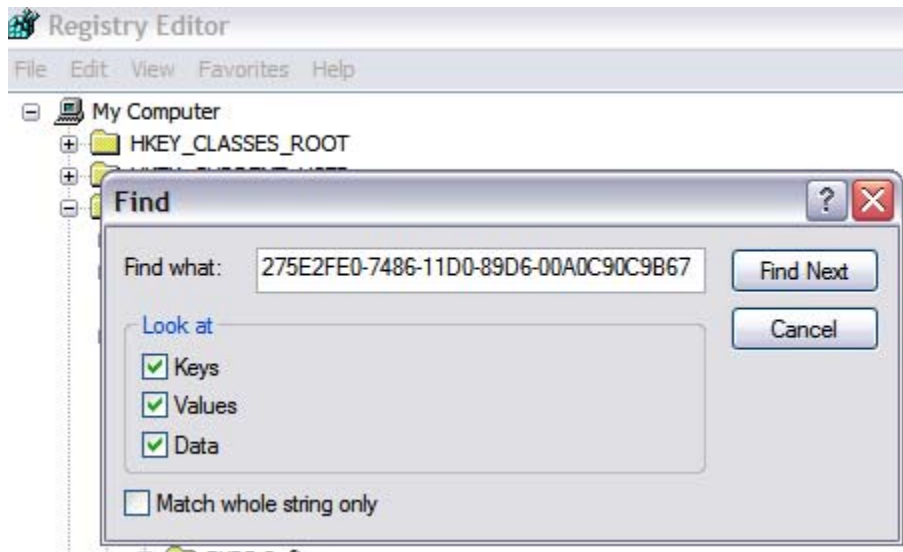 Registry Editor
File Edit View Favorites Help
My Computer
HKEY_CLASSES_ROOT
Find
Find what: 275E2FE0-7486-11D0-89D6-00A0C90C9B67
Find Next
Look at
Cancel
Keys
Values
Data
Match whole string only